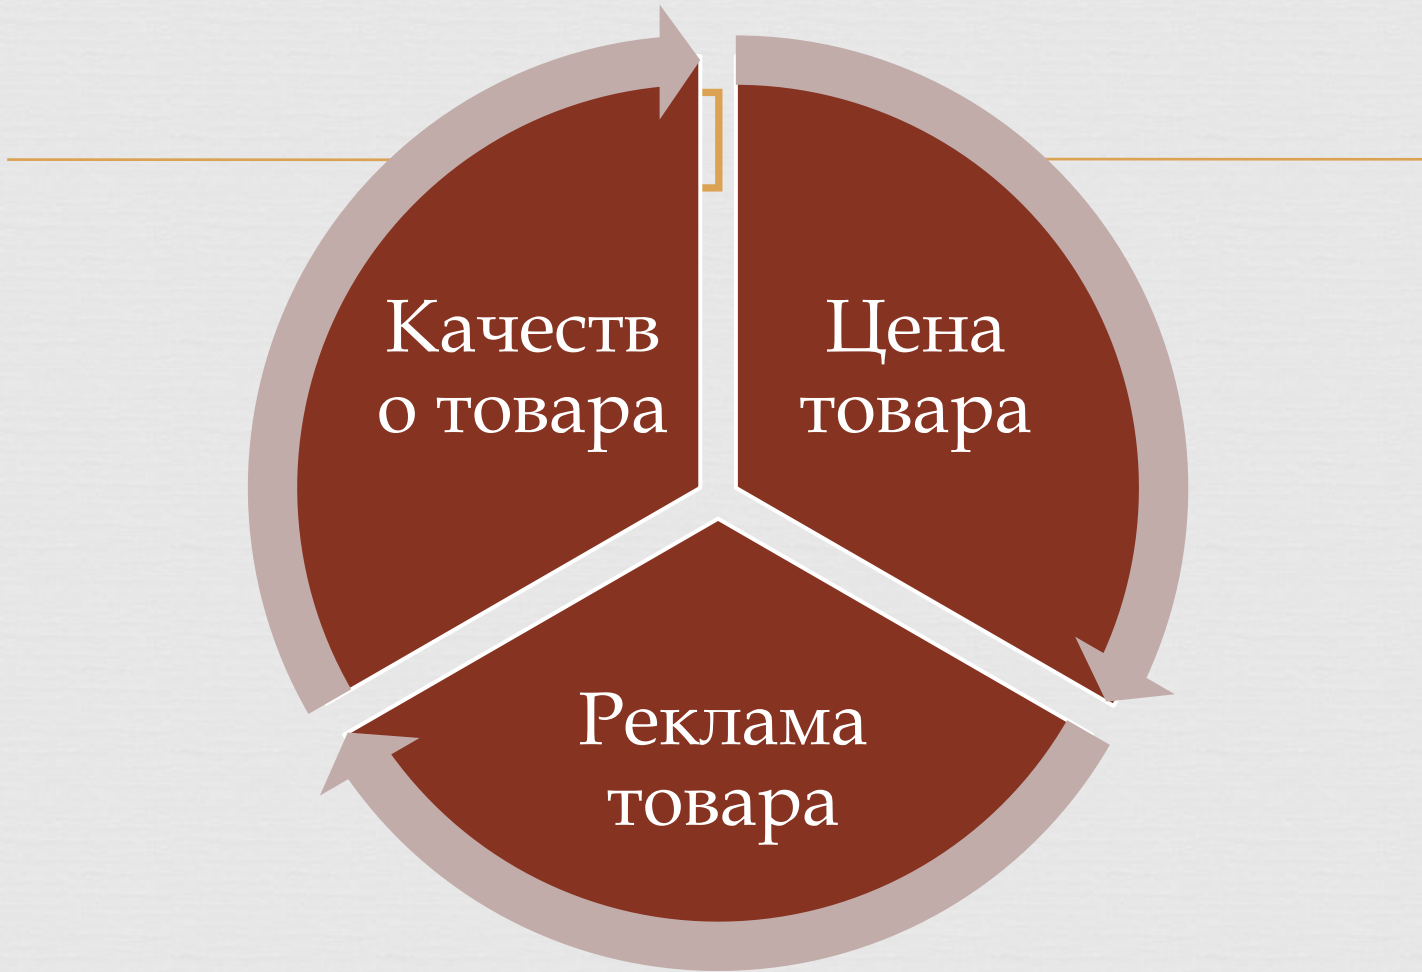 Качеств
о товара
Цена
товара
Реклама
товара